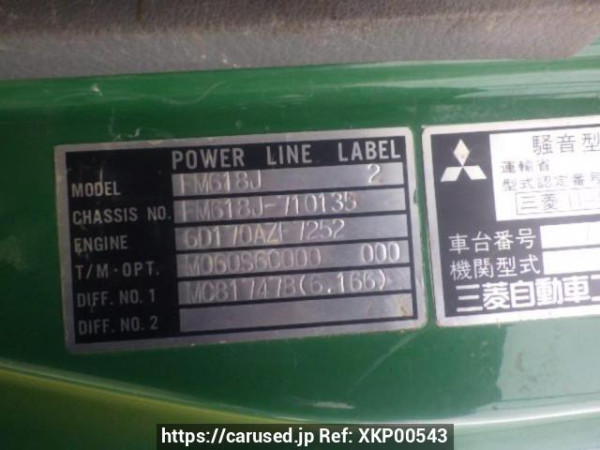 POWER LINE LABEL
MODEL FM618J 2
CHASSIS NO. FM618J-710135
ENGINE 6D170AZF7252
T/M·OPT. M060S6C000 000
DIFF. NO. 1 MC817478(6.166)
DIFF. NO. 2
騒音型
運輸省
型式認定番号
三菱
車台番号
機関型式
三菱自動車工
https://carused.jp Ref: XKP00543